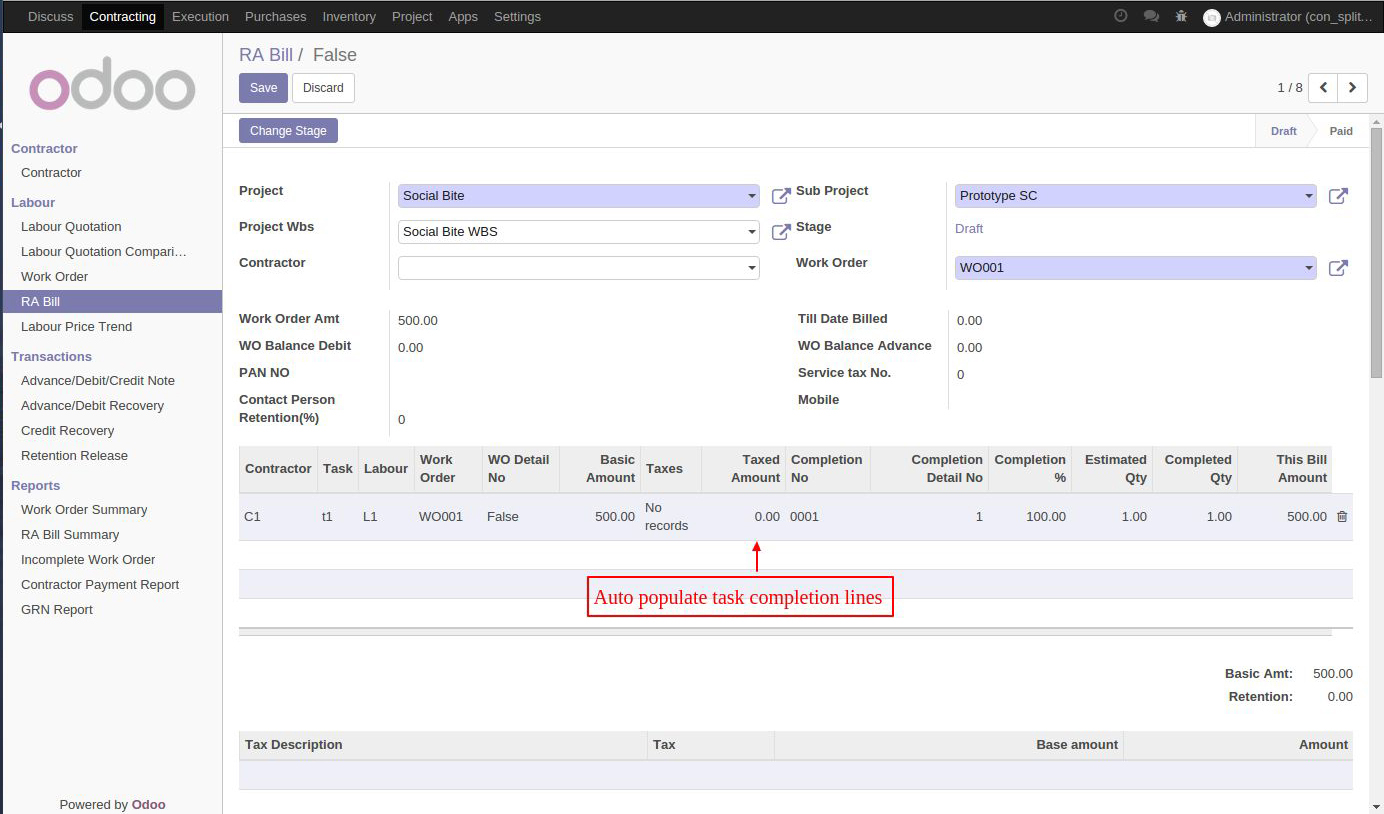 Discuss Contracting Execution Purchases Inventory Project Apps Settings Administrator (con_split...
odoo
RA Bill / False
Save Discard 1 / 8
Change Stage Draft Paid
Contractor
Contractor
Labour
Labour Quotation
Labour Quotation Compari...
Work Order
RA Bill
Labour Price Trend
Transactions
Advance/Debit/Credit Note
Advance/Debit Recovery
Credit Recovery
Retention Release
Reports
Work Order Summary
RA Bill Summary
Incomplete Work Order
Contractor Payment Report
GRN Report
Powered by Odoo
Project Social Bite Sub Project Prototype SC
Project Wbs Social Bite WBS Stage Draft
Contractor Work Order WO001
Work Order Amt 500.00 Till Date Billed 0.00
WO Balance Debit 0.00 WO Balance Advance 0.00
PAN NO Service tax No. 0
Contact Person Mobile
Retention(%) 0
Contractor Task Labour Work Order WO Detail No Basic Amount Taxes Taxed Amount Completion No Completion Detail No Completion % Estimated Qty Completed Qty This Bill Amount
C1 t1 L1 WO001 False 500.00 No records 0.00 0001 1 100.00 1.00 1.00 500.00
Auto populate task completion lines
Basic Amt: 500.00
Retention: 0.00
Tax Description Tax Base amount Amount